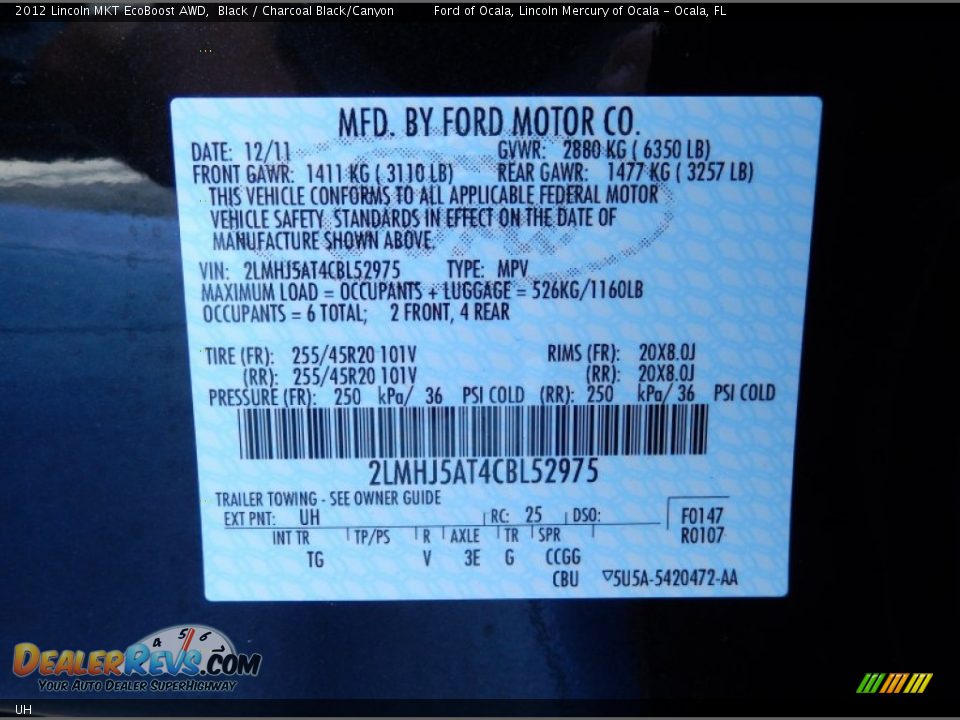 2012 Lincoln MKT EcoBoost AWD, Black / Charcoal Black/Canyon Ford of Ocala, Lincoln Mercury of Ocala - Ocala, FL
MFD. BY FORD MOTOR CO.
DATE: 12/11 GVWR: 2880 KG ( 6350 LB)
FRONT GAWR: 1411 KG ( 3110 LB) REAR GAWR: 1477 KG ( 3257 LB)
THIS VEHICLE CONFORMS TO ALL APPLICABLE FEDERAL MOTOR
VEHICLE SAFETY STANDARDS IN EFFECT ON THE DATE OF
MANUFACTURE SHOWN ABOVE.
VIN: 2LMHJ5AT4CBL52975 TYPE: MPV
MAXIMUM LOAD = OCCUPANTS + LUGGAGE = 526KG/1160LB
OCCUPANTS = 6 TOTAL; 2 FRONT, 4 REAR
TIRE (FR): 255/45R20 101V RIMS (FR): 20X8.0J
(RR): 255/45R20 101V (RR): 20X8.0J
PRESSURE (FR): 250 kPa/ 36 PSI COLD (RR): 250 kPa/ 36 PSI COLD
2LMHJ5AT4CBL52975
TRAILER TOWING - SEE OWNER GUIDE
EXT PNT: UH RC: 25 DSO: F0147
INT TR TP/PS R AXLE TR SPR R0107
TG V 3E G CCGG
CBU ▽5U5A-5420472-AA
4 5 6
DEALERREVS.COM
YOUR AUTO DEALER SUPERHIGHWAY
UH